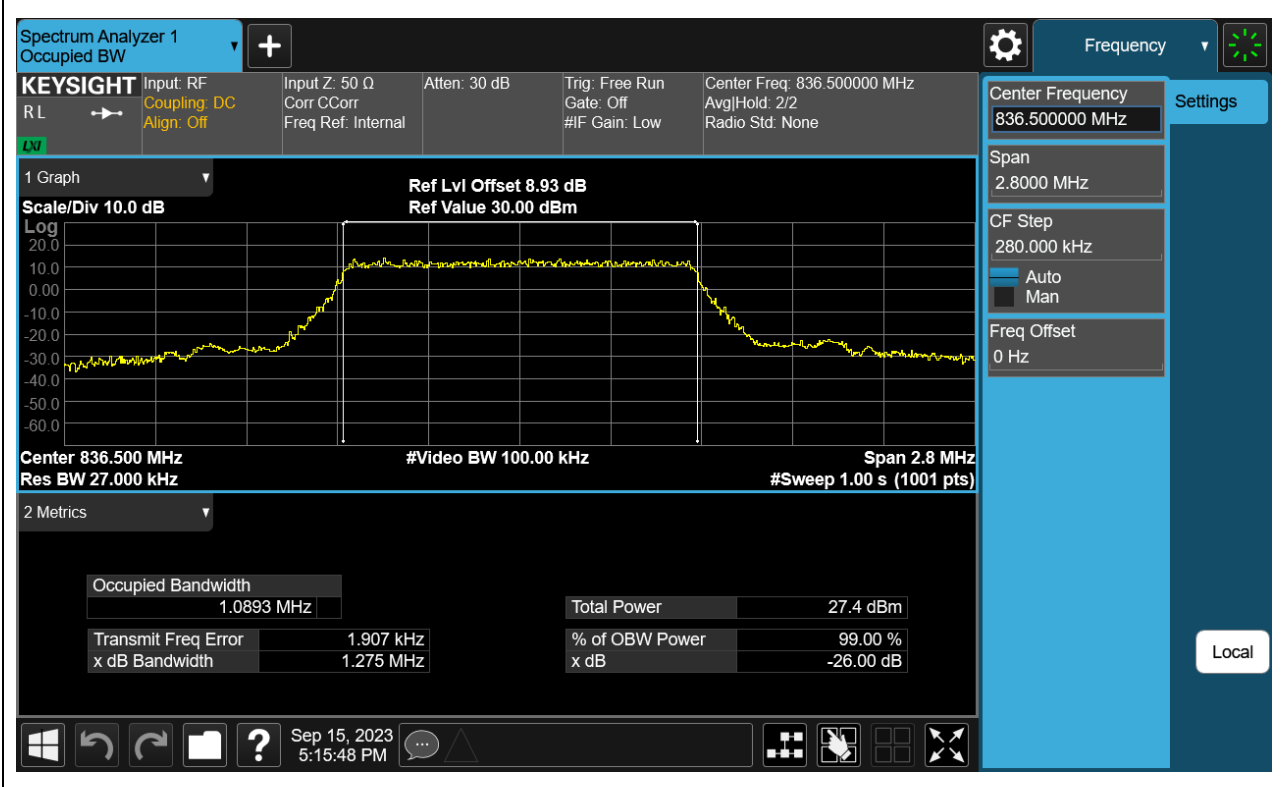 Spectrum Analyzer 1
Occupied BW
Frequency
KEYSIGHT
R L
LXI
Input: RF
Coupling: DC
Align: Off
Input Z: 50 Ω
Corr CCorr
Freq Ref: Internal
Atten: 30 dB
Trig: Free Run
Gate: Off
#IF Gain: Low
Center Freq: 836.500000 MHz
Avg|Hold: 2/2
Radio Std: None
Center Frequency
836.500000 MHz
Settings
Span
2.8000 MHz
CF Step
280.000 kHz
Auto
Man
Freq Offset
0 Hz
Local
1 Graph
Ref Lvl Offset 8.93 dB
Scale/Div 10.0 dB
Ref Value 30.00 dBm
Log
20.0
10.0
0.00
-10.0
-20.0
-30.0
-40.0
-50.0
-60.0
Center 836.500 MHz
#Video BW 100.00 kHz
Span 2.8 MHz
Res BW 27.000 kHz
#Sweep 1.00 s (1001 pts)
2 Metrics
Occupied Bandwidth
1.0893 MHz
Total Power 27.4 dBm
Transmit Freq Error 1.907 kHz
% of OBW Power 99.00 %
x dB Bandwidth 1.275 MHz
x dB -26.00 dB
?
Sep 15, 2023
5:15:48 PM